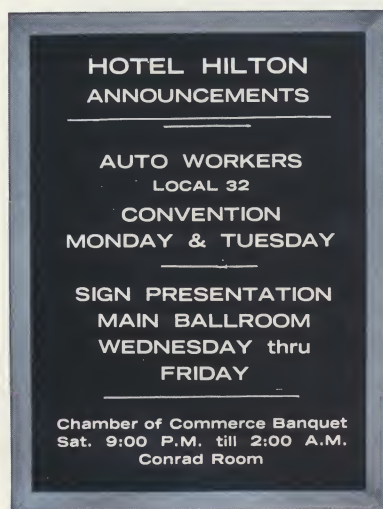 HOTEL HILTON
ANNOUNCEMENTS
AUTO WORKERS
LOCAL 32
CONVENTION
MONDAY & TUESDAY
SIGN PRESENTATION
MAIN BALLROOM
WEDNESDAY thru
FRIDAY
Chamber of Commerce Banquet
Sat. 9:00 P.M. till 2:00 A.M.
Conrad Room